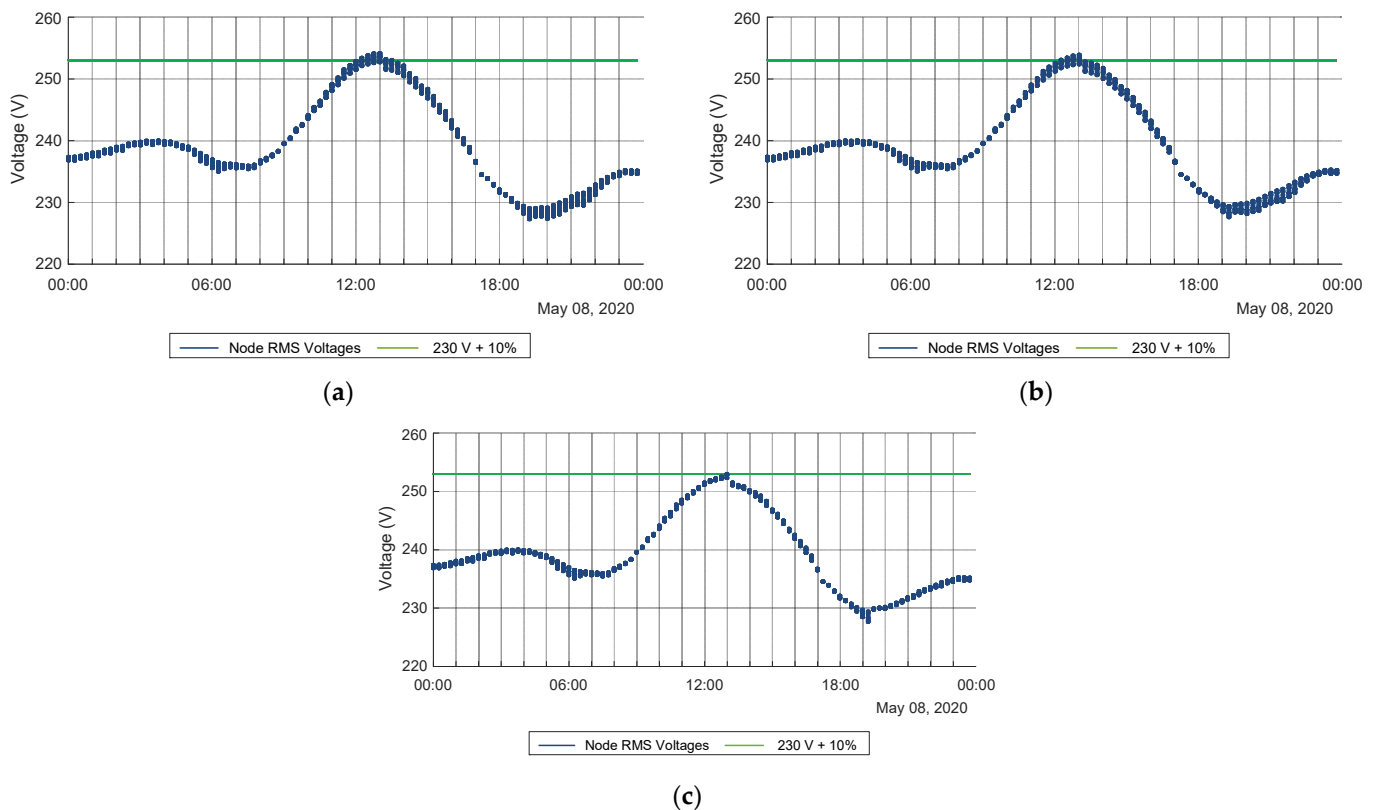 260
250
240
230
220
Voltage (V)
00:00 06:00 12:00 18:00 00:00
May 08, 2020
Node RMS Voltages 230 V + 10%
(a)
260
250
240
230
220
Voltage (V)
00:00 06:00 12:00 18:00 00:00
May 08, 2020
Node RMS Voltages 230 V + 10%
(b)
260
250
240
230
220
Voltage (V)
00:00 06:00 12:00 18:00 00:00
May 08, 2020
Node RMS Voltages 230 V + 10%
(c)